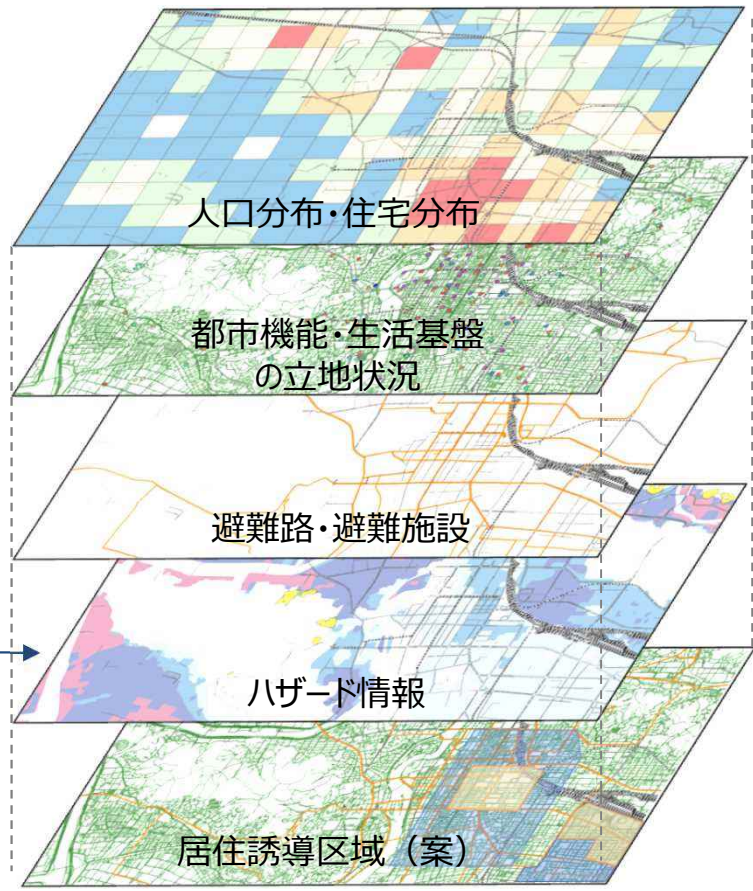 人口分布・住宅分布
都市機能・生活基盤
の立地状況
避難路・避難施設
ハザード情報
居住誘導区域（案）